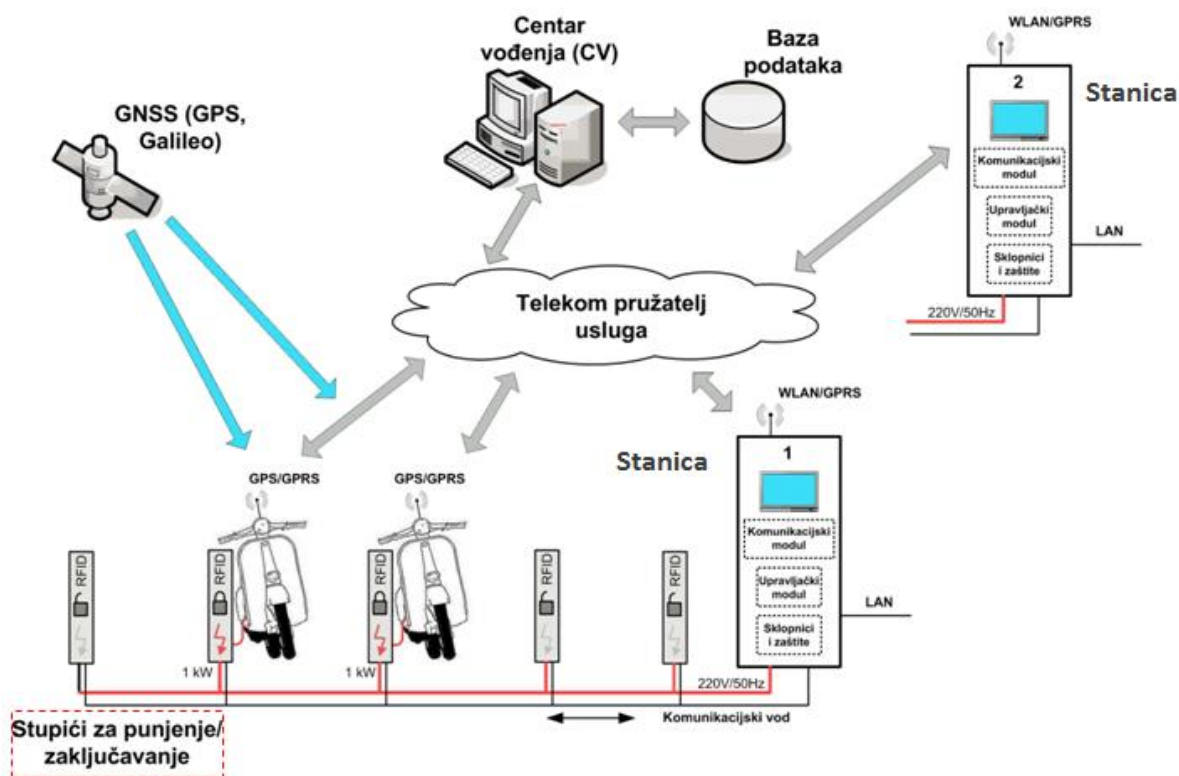 Centar
vođenja (CV)
Baza
podataka
GNSS (GPS,
Galileo)
WLAN/GPRS
2
Stanica
Komunikacijski
modul
Upravljački
modul
Sklopnici
i zaštite
LAN
220V/50Hz
Telekom pružatelj
usluga
WLAN/GPRS
Stanica
1
Komunikacijski
modul
Upravljački
modul
Sklopnici
i zaštite
LAN
220V/50Hz
GPS/GPRS
GPS/GPRS
RFID
RFID
RFID
RFID
RFID
1 kW
1 kW
Komunikacijski vod
Stupići za punjenje/
zaključavanje